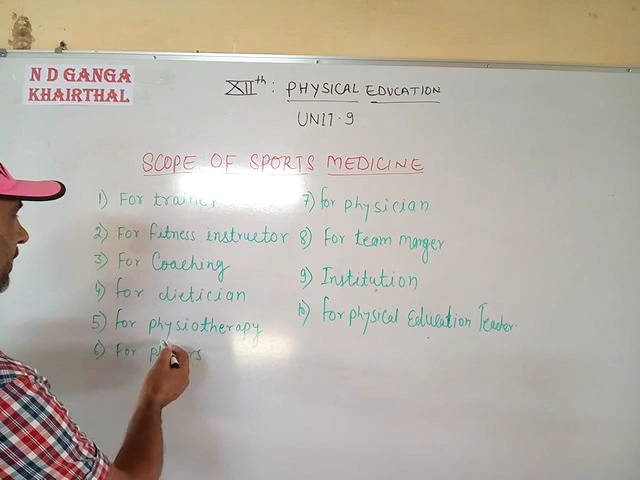 N D GANGA
KHAIRTHAL
XIIth : PHYSICAL EDUCATION
UNIT-9
SCOPE OF SPORTS MEDICINE
1) For trainer
2) For fitness instructor
3) For Coaching
4) for dietician
5) for physiotherapy
6) For
7) for physician
8) For team manger
9) Institution
10) for physical Education Teacher